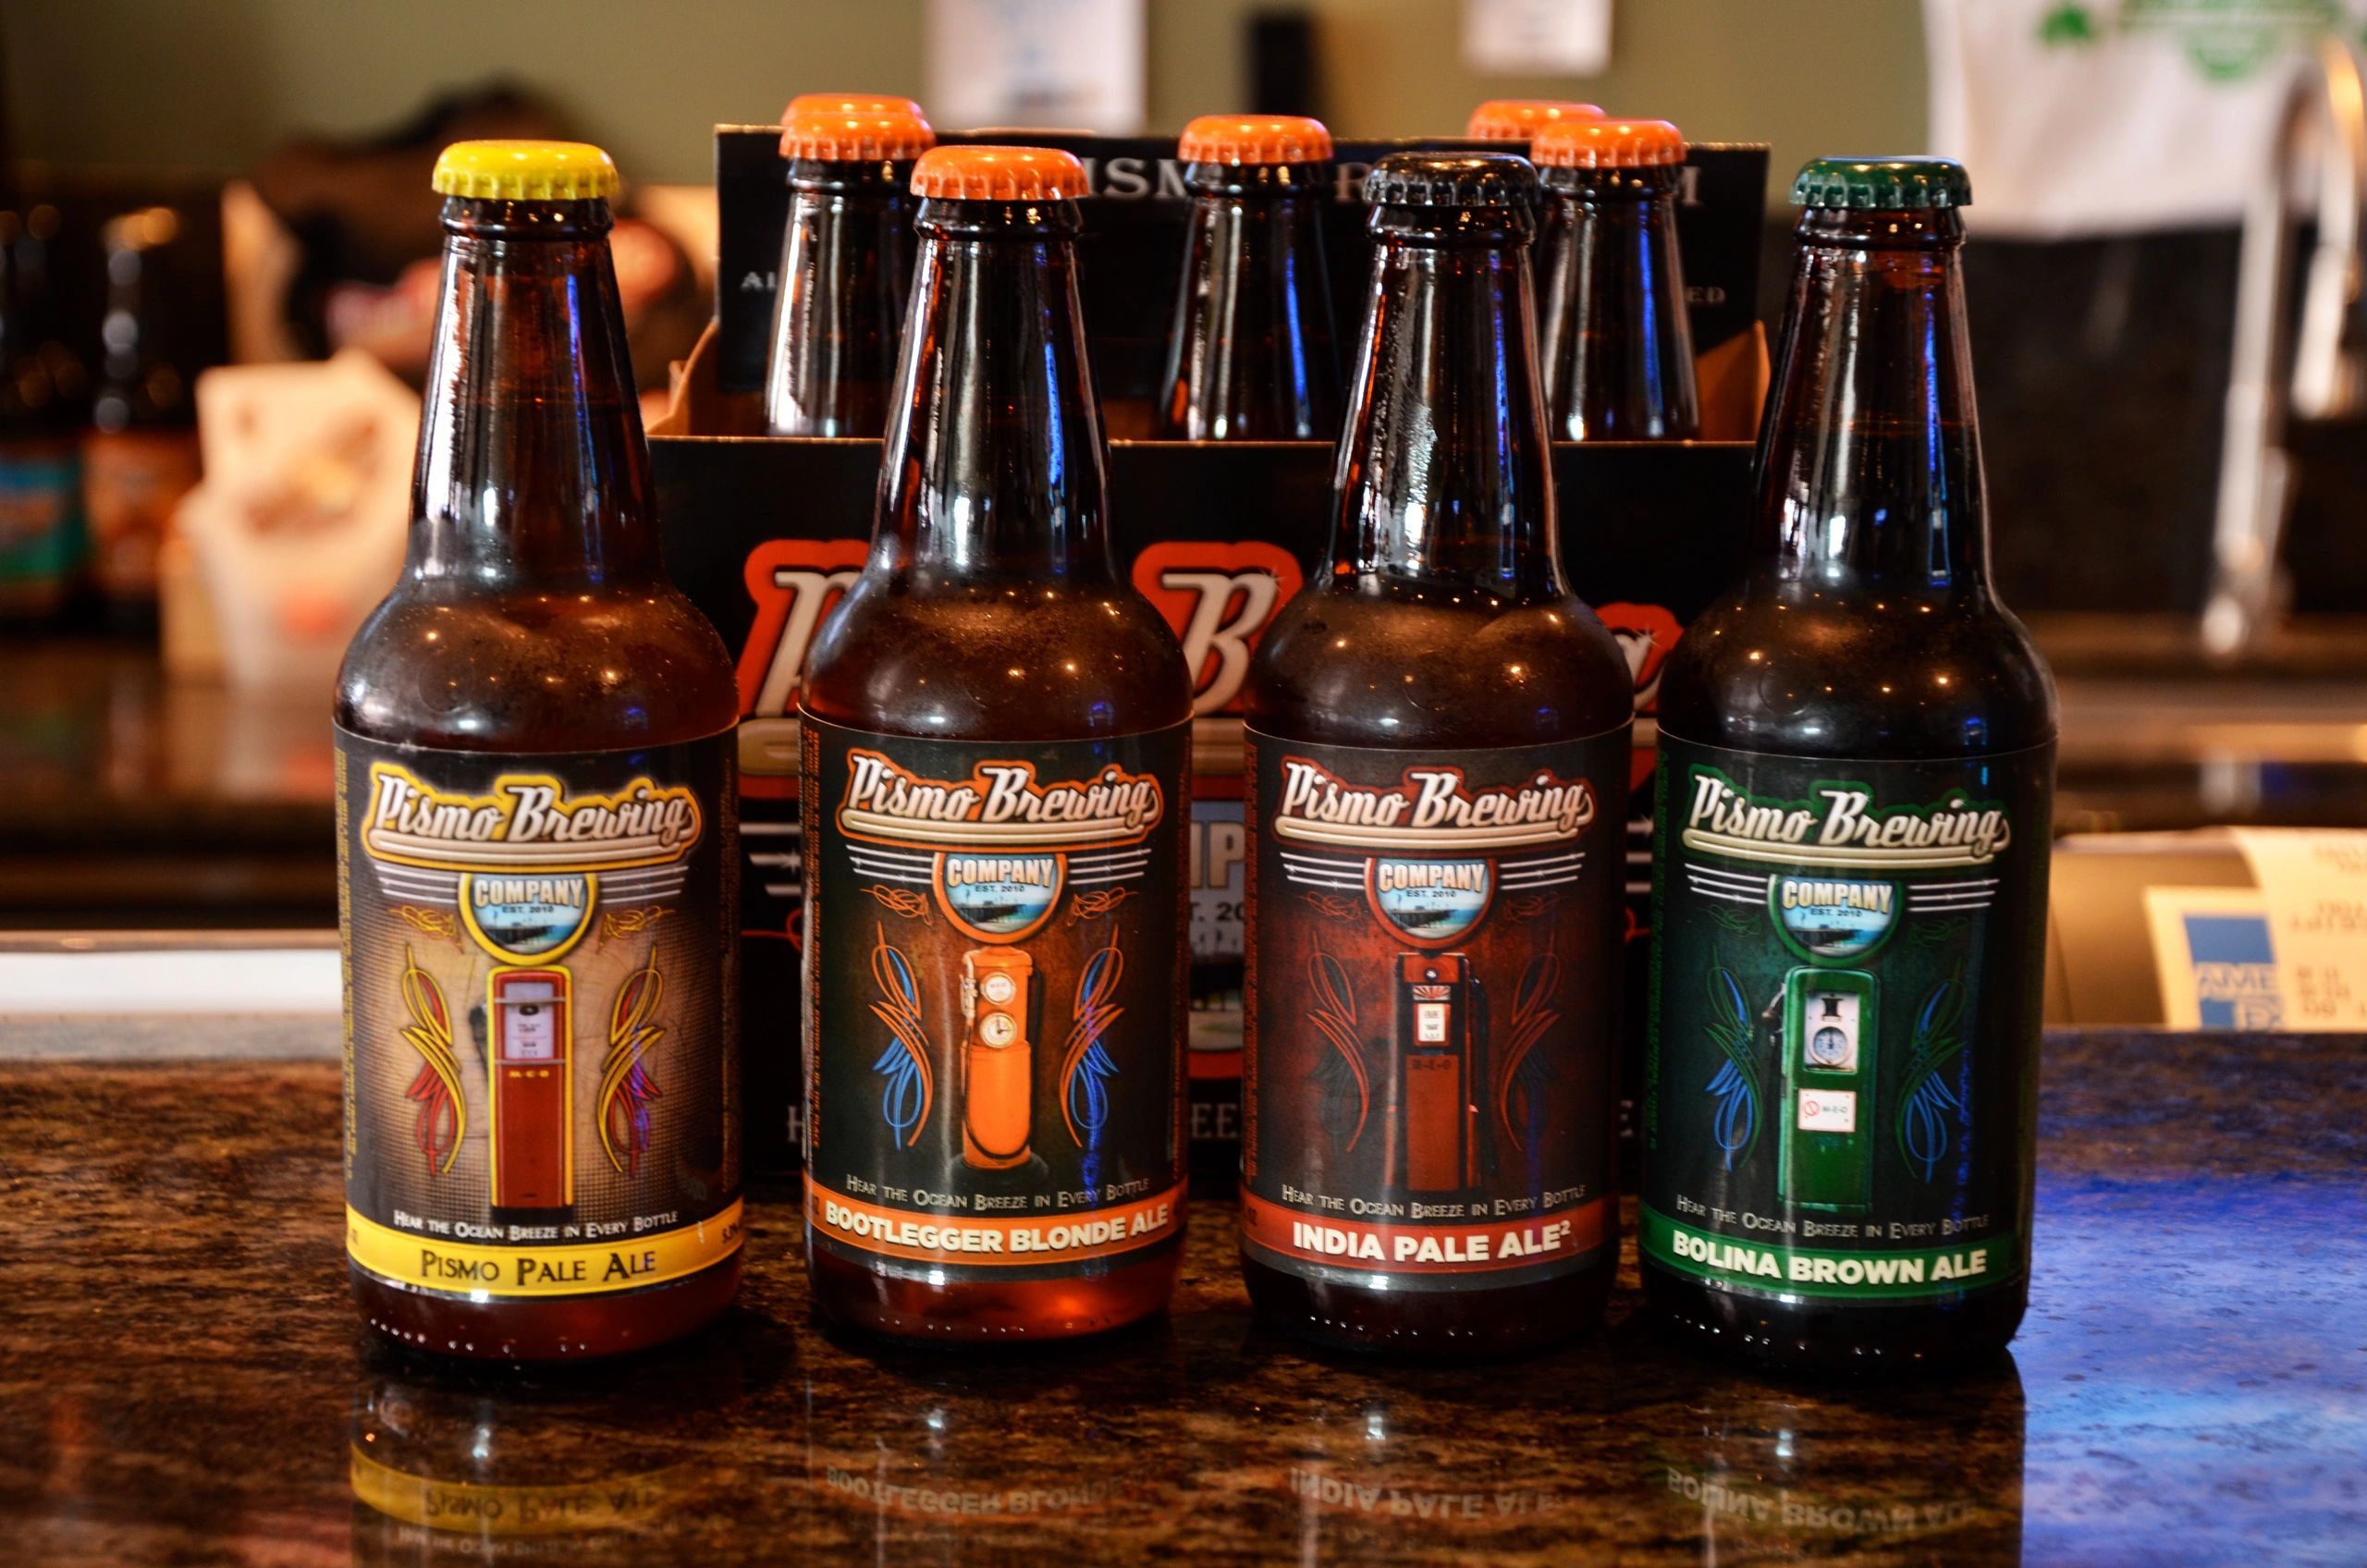 Pismo Brewing
COMPANY
EST. 2010
HEAR THE OCEAN BREEZE IN EVERY BOTTLE
PISMO PALE ALE
Pismo Brewing
COMPANY
EST. 2010
HEAR THE OCEAN BREEZE IN EVERY BOTTLE
BOOTLEGGER BLONDE ALE
Pismo Brewing
COMPANY
EST. 2010
HEAR THE OCEAN BREEZE IN EVERY BOTTLE
INDIA PALE ALE²
Pismo Brewing
COMPANY
EST. 2010
HEAR THE OCEAN BREEZE IN EVERY BOTTLE
BOLINA BROWN ALE